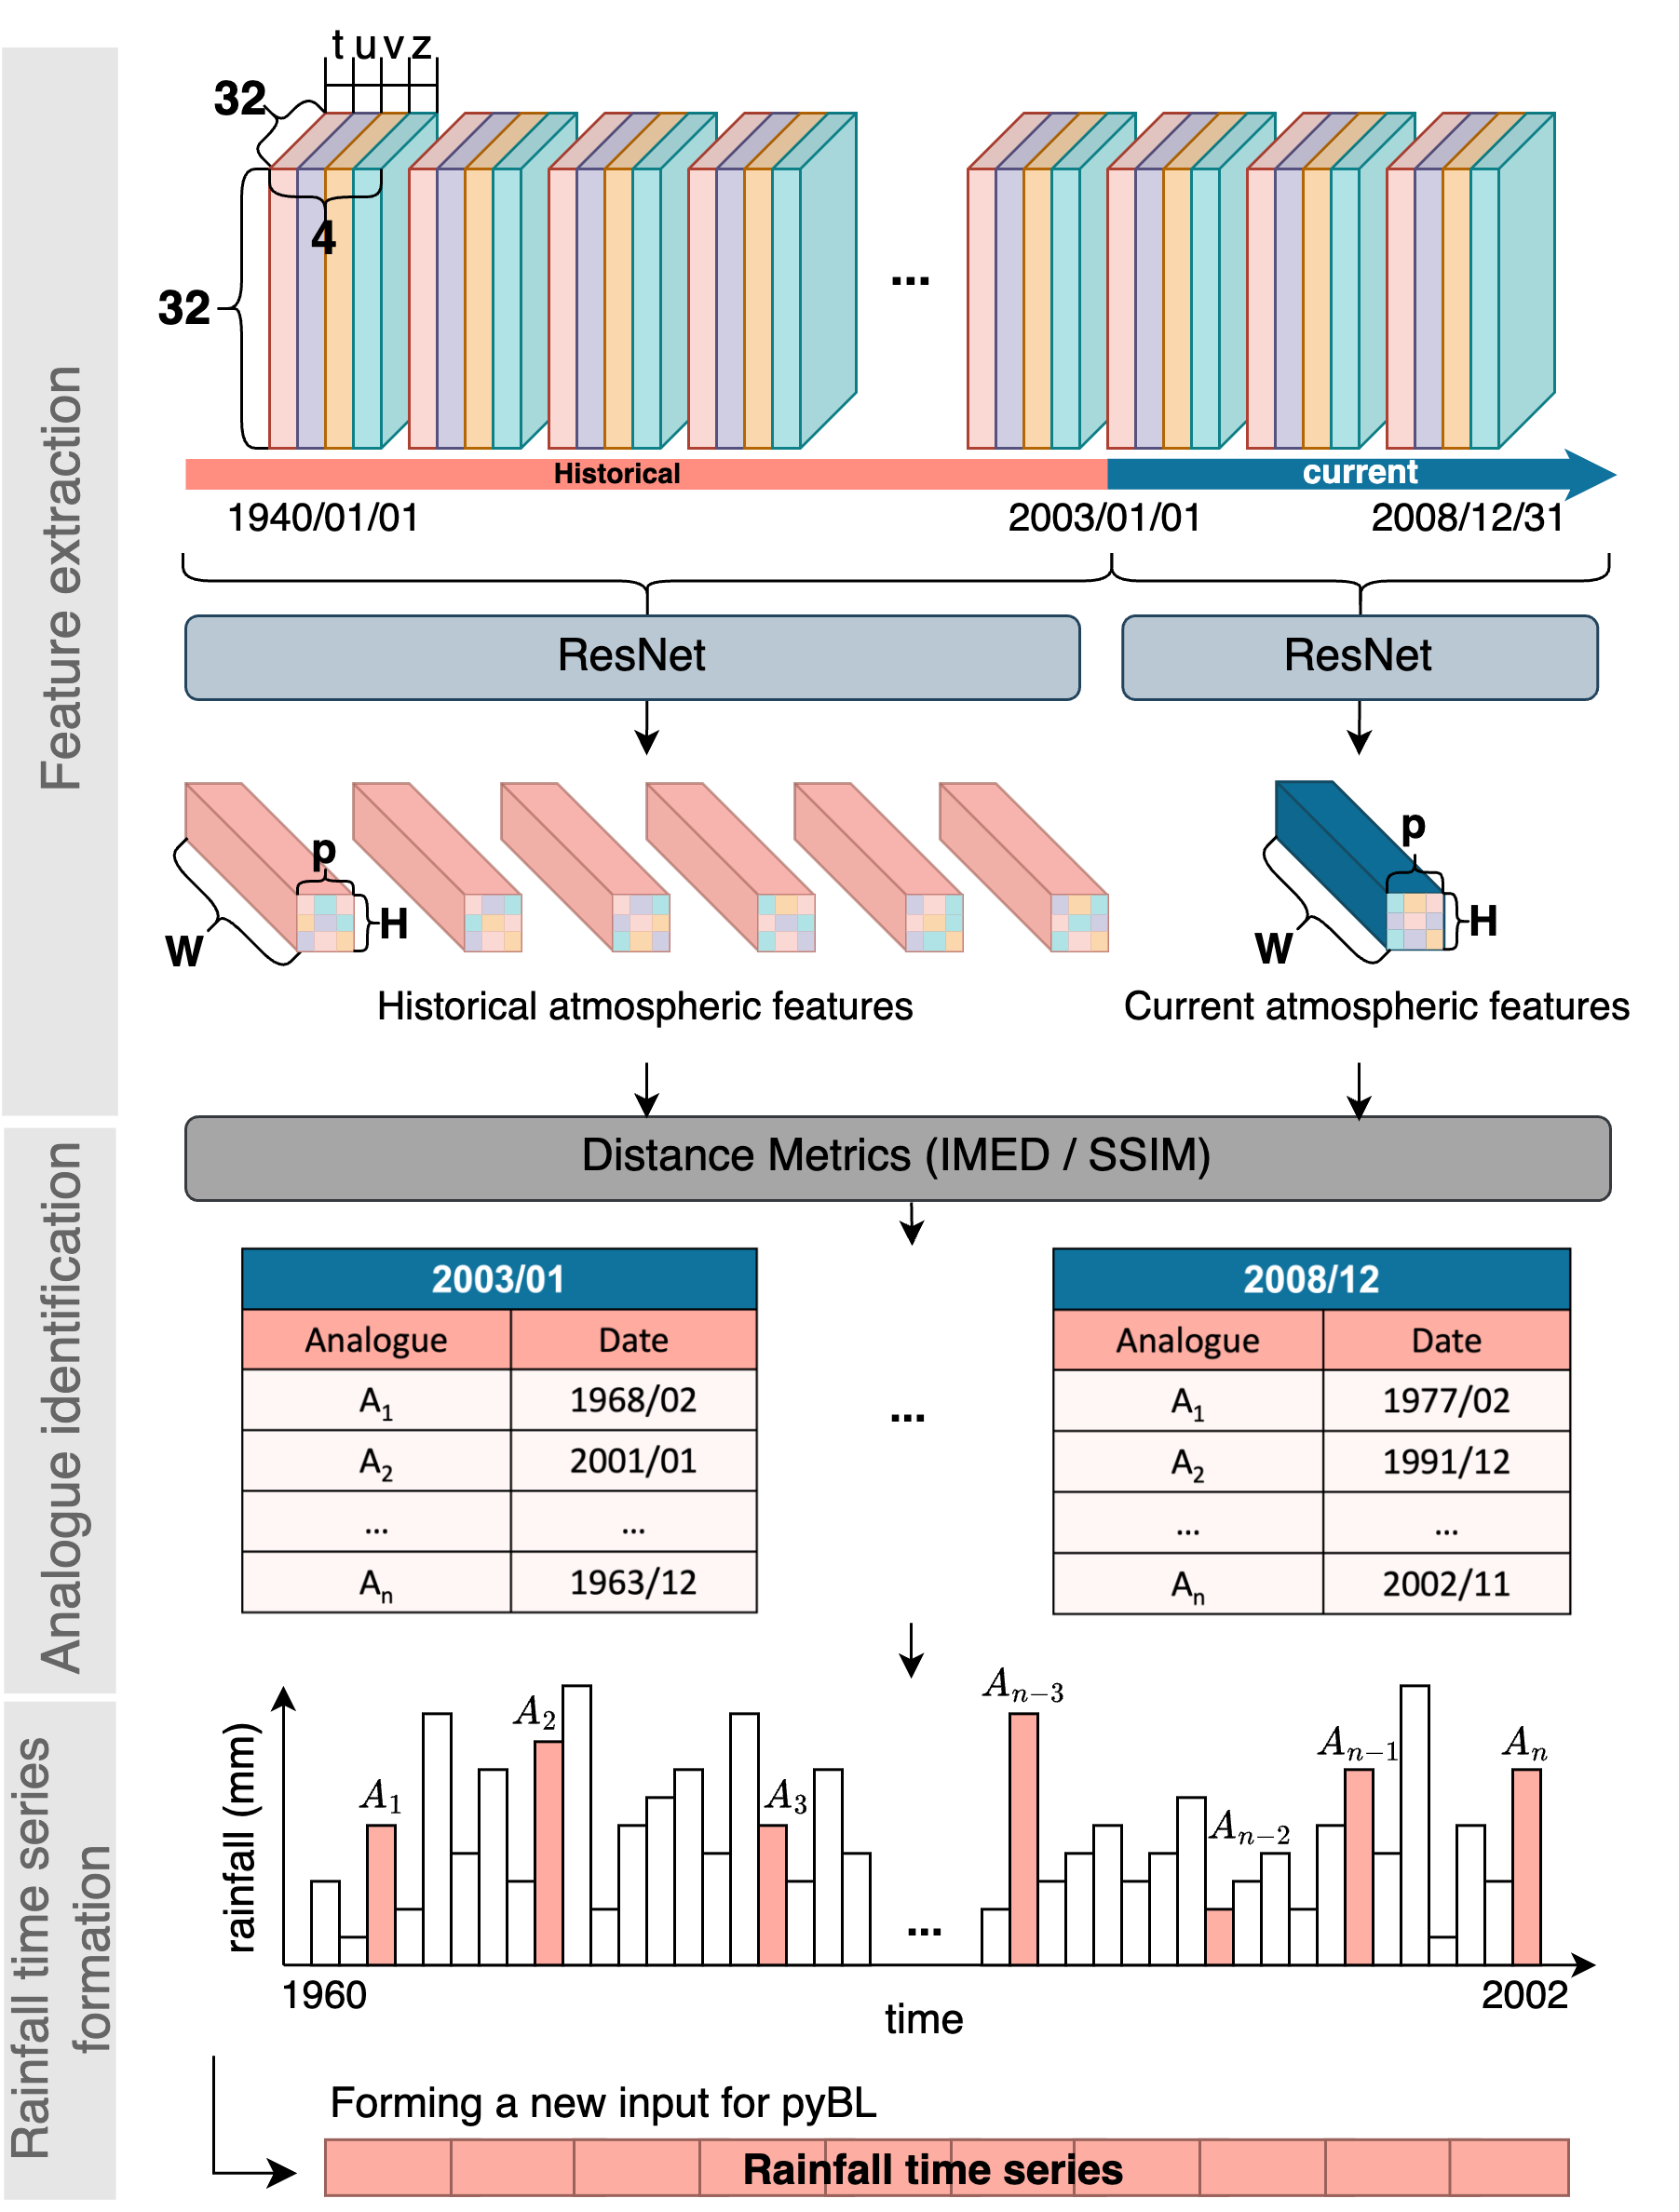 Feature extraction
t u v z
32
4
32
...
Historical
current
1940/01/01
2003/01/01
2008/12/31
ResNet
ResNet
p
H
W
p
H
W
Historical atmospheric features
Current atmospheric features
Analogue identification
Distance Metrics (IMED / SSIM)
2003/01
Analogue Date
A1 1968/02
A2 2001/01
... ...
An 1963/12
...
2008/12
Analogue Date
A1 1977/02
A2 1991/12
... ...
An 2002/11
Rainfall time series
formation
rainfall (mm)
A1
A2
A3
...
An−3
An−2
An−1
An
1960
2002
time
Forming a new input for pyBL
Rainfall time series